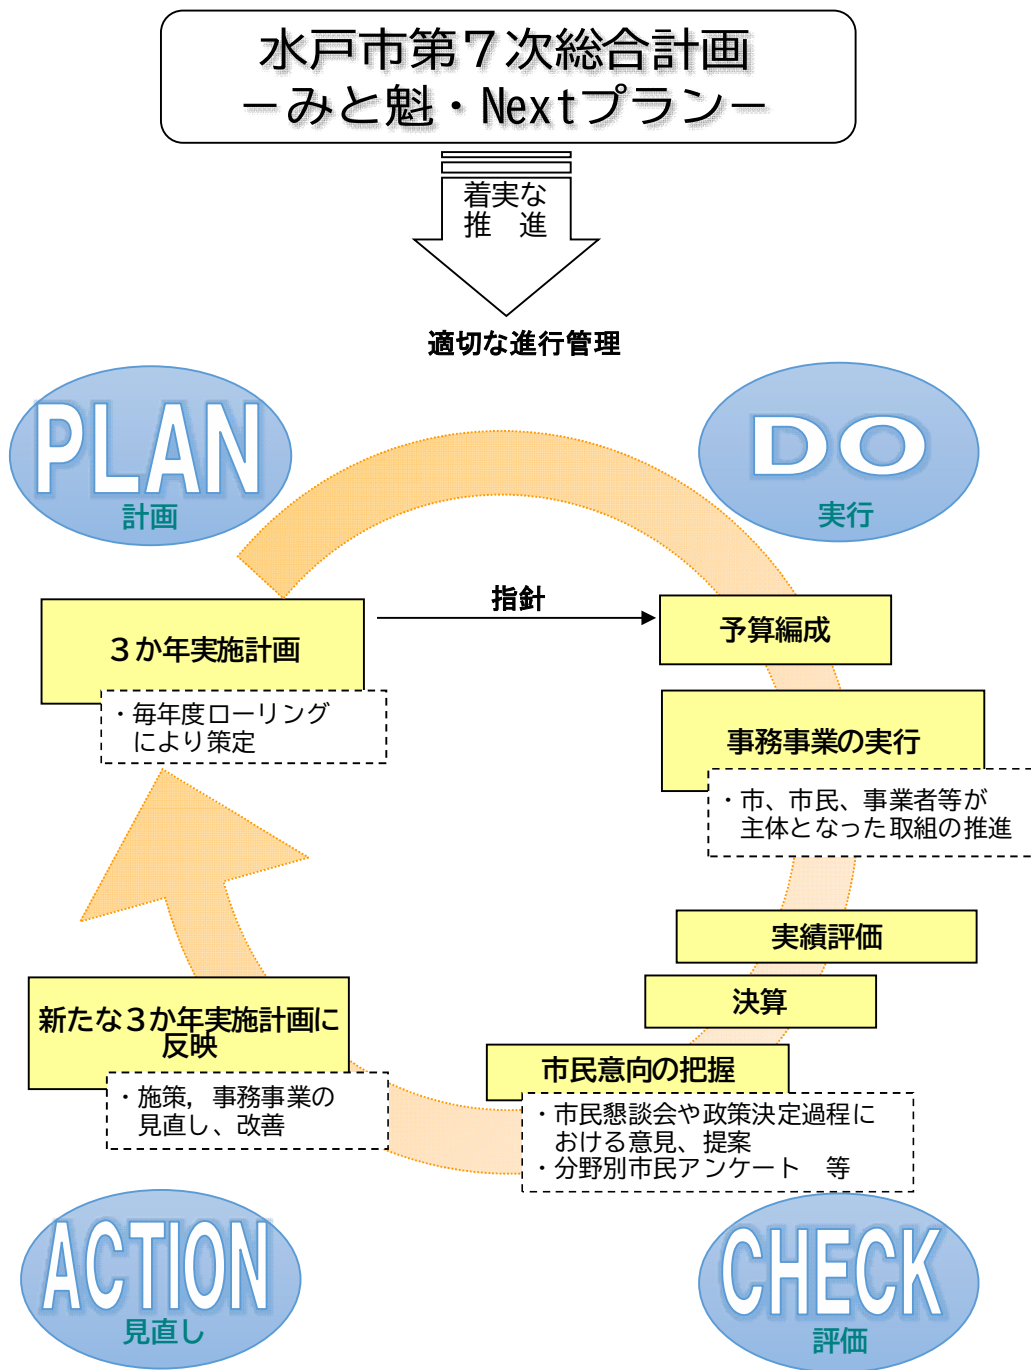 水戸市第７次総合計画
－みと魁・Nextプラン－
着実な
推　進
適切な進行管理
PLAN
計画
DO
実行
３か年実施計画
・毎年度ローリング
により策定
指針
予算編成
事務事業の実行
・市、市民、事業者等が
主体となった取組の推進
実績評価
決算
市民意向の把握
・市民懇談会や政策決定過程に
おける意見、提案
・分野別市民アンケート　等
新たな３か年実施計画に
反映
・施策，事務事業の
見直し、改善
ACTION
見直し
CHECK
評価